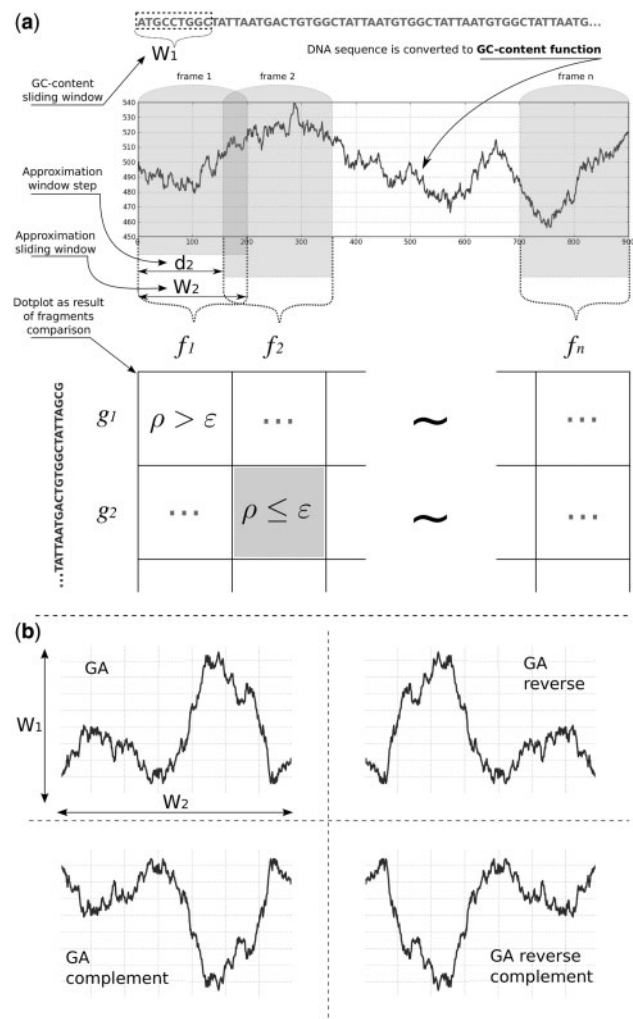 (a)
ATGCCTGGCTATTAATGACTGTGGCTATTAATGTGGCTATTAATGTGGCTATTAATG...
W1
DNA sequence is converted to GC-content function
GC-content
sliding window
frame 1
frame 2
frame n
540
530
520
510
500
490
480
470
460
450
0
100
200
300
400
500
600
700
800
900
Approximation
window step
Approximation
sliding window
d2
W2
Dotplot as result
of fragments
comparison
f1
f2
fn
g1
ρ > ε
...
~
...
g2
...
ρ ≤ ε
~
...
...TATTAATGACTGTGGCTATTAGCG
(b)
GA
GA
reverse
W1
W2
GA
complement
GA reverse
complement